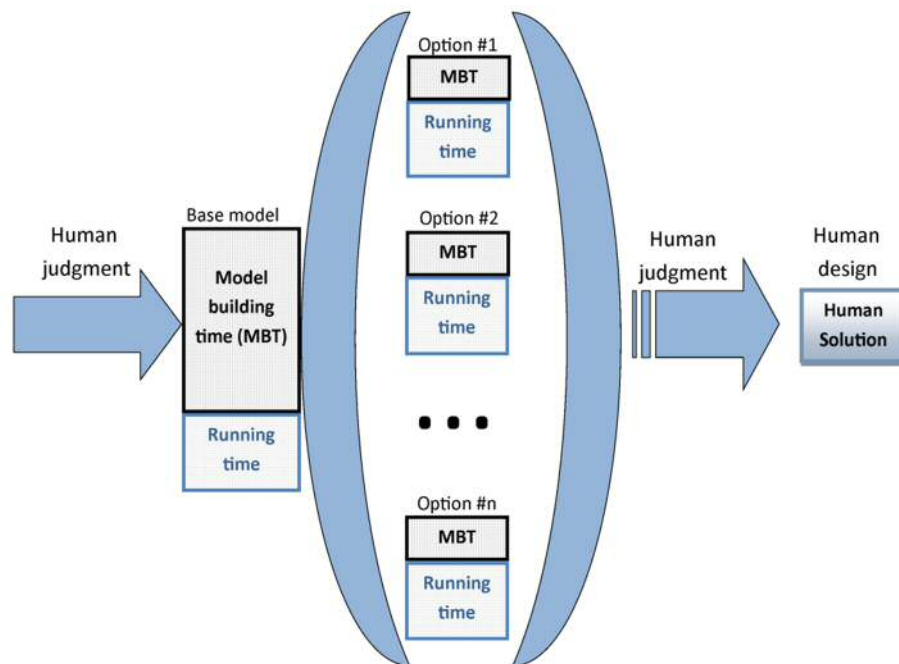 Human
judgment
Base model
Model
building
time (MBT)
Running
time
Option #1
MBT
Running
time
Option #2
MBT
Running
time
Option #n
MBT
Running
time
Human
judgment
Human
design
Human
Solution